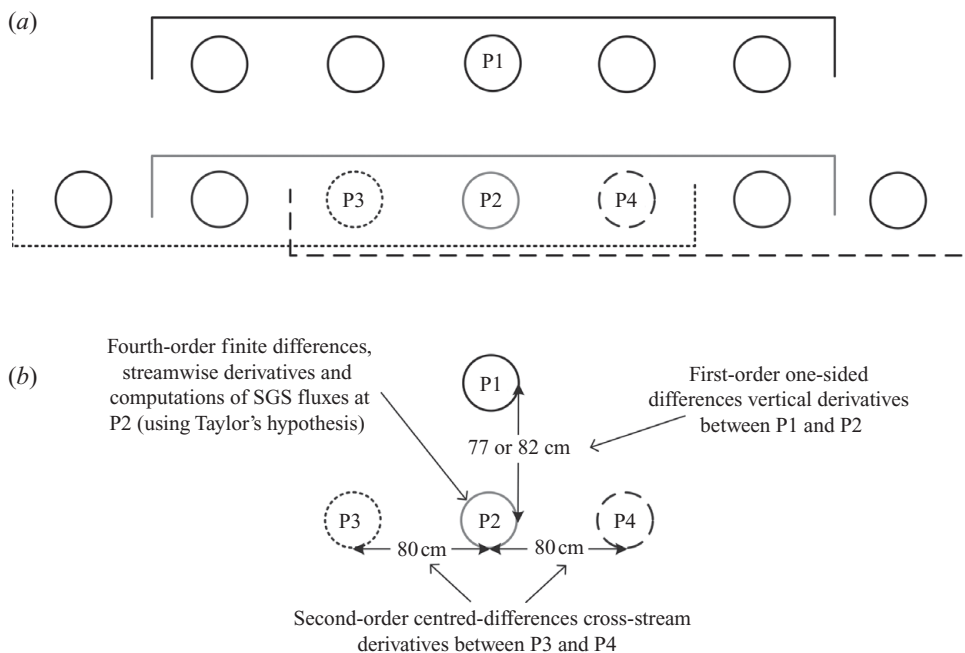 (a)
P1
P3
P2
P4
(b)
Fourth-order finite differences,
streamwise derivatives and
computations of SGS fluxes at
P2 (using Taylor's hypothesis)
P1
First-order one-sided
differences vertical derivatives
between P1 and P2
77 or 82 cm
P3
P2
P4
80 cm
80 cm
Second-order centred-differences cross-stream
derivatives between P3 and P4